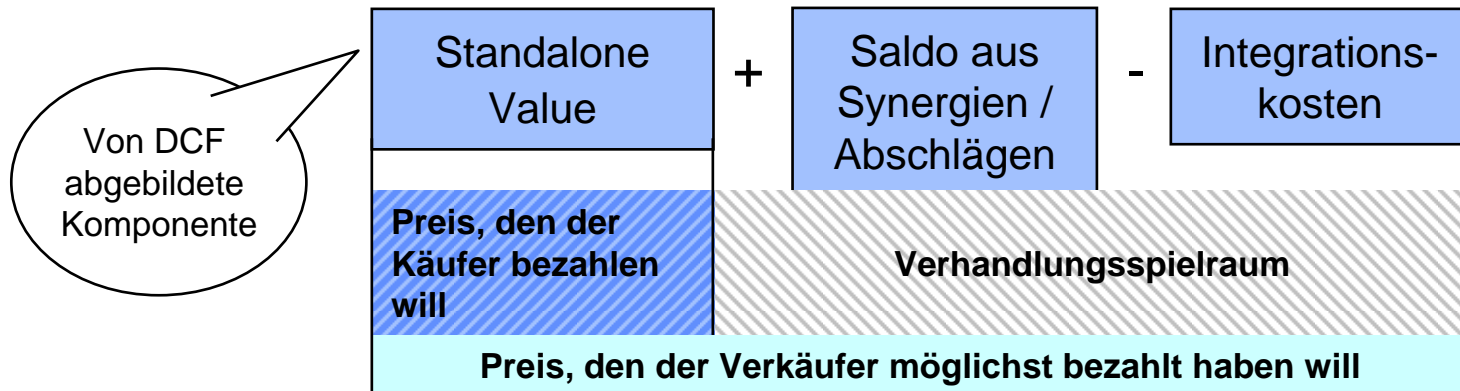 Von DCF
abgebildete
Komponente
Standalone
Value
+
Saldo aus
Synergien /
Abschlägen
-
Integrations-
kosten
Preis, den der
Käufer bezahlen
will
Verhandlungsspielraum
Preis, den der Verkäufer möglichst bezahlt haben will